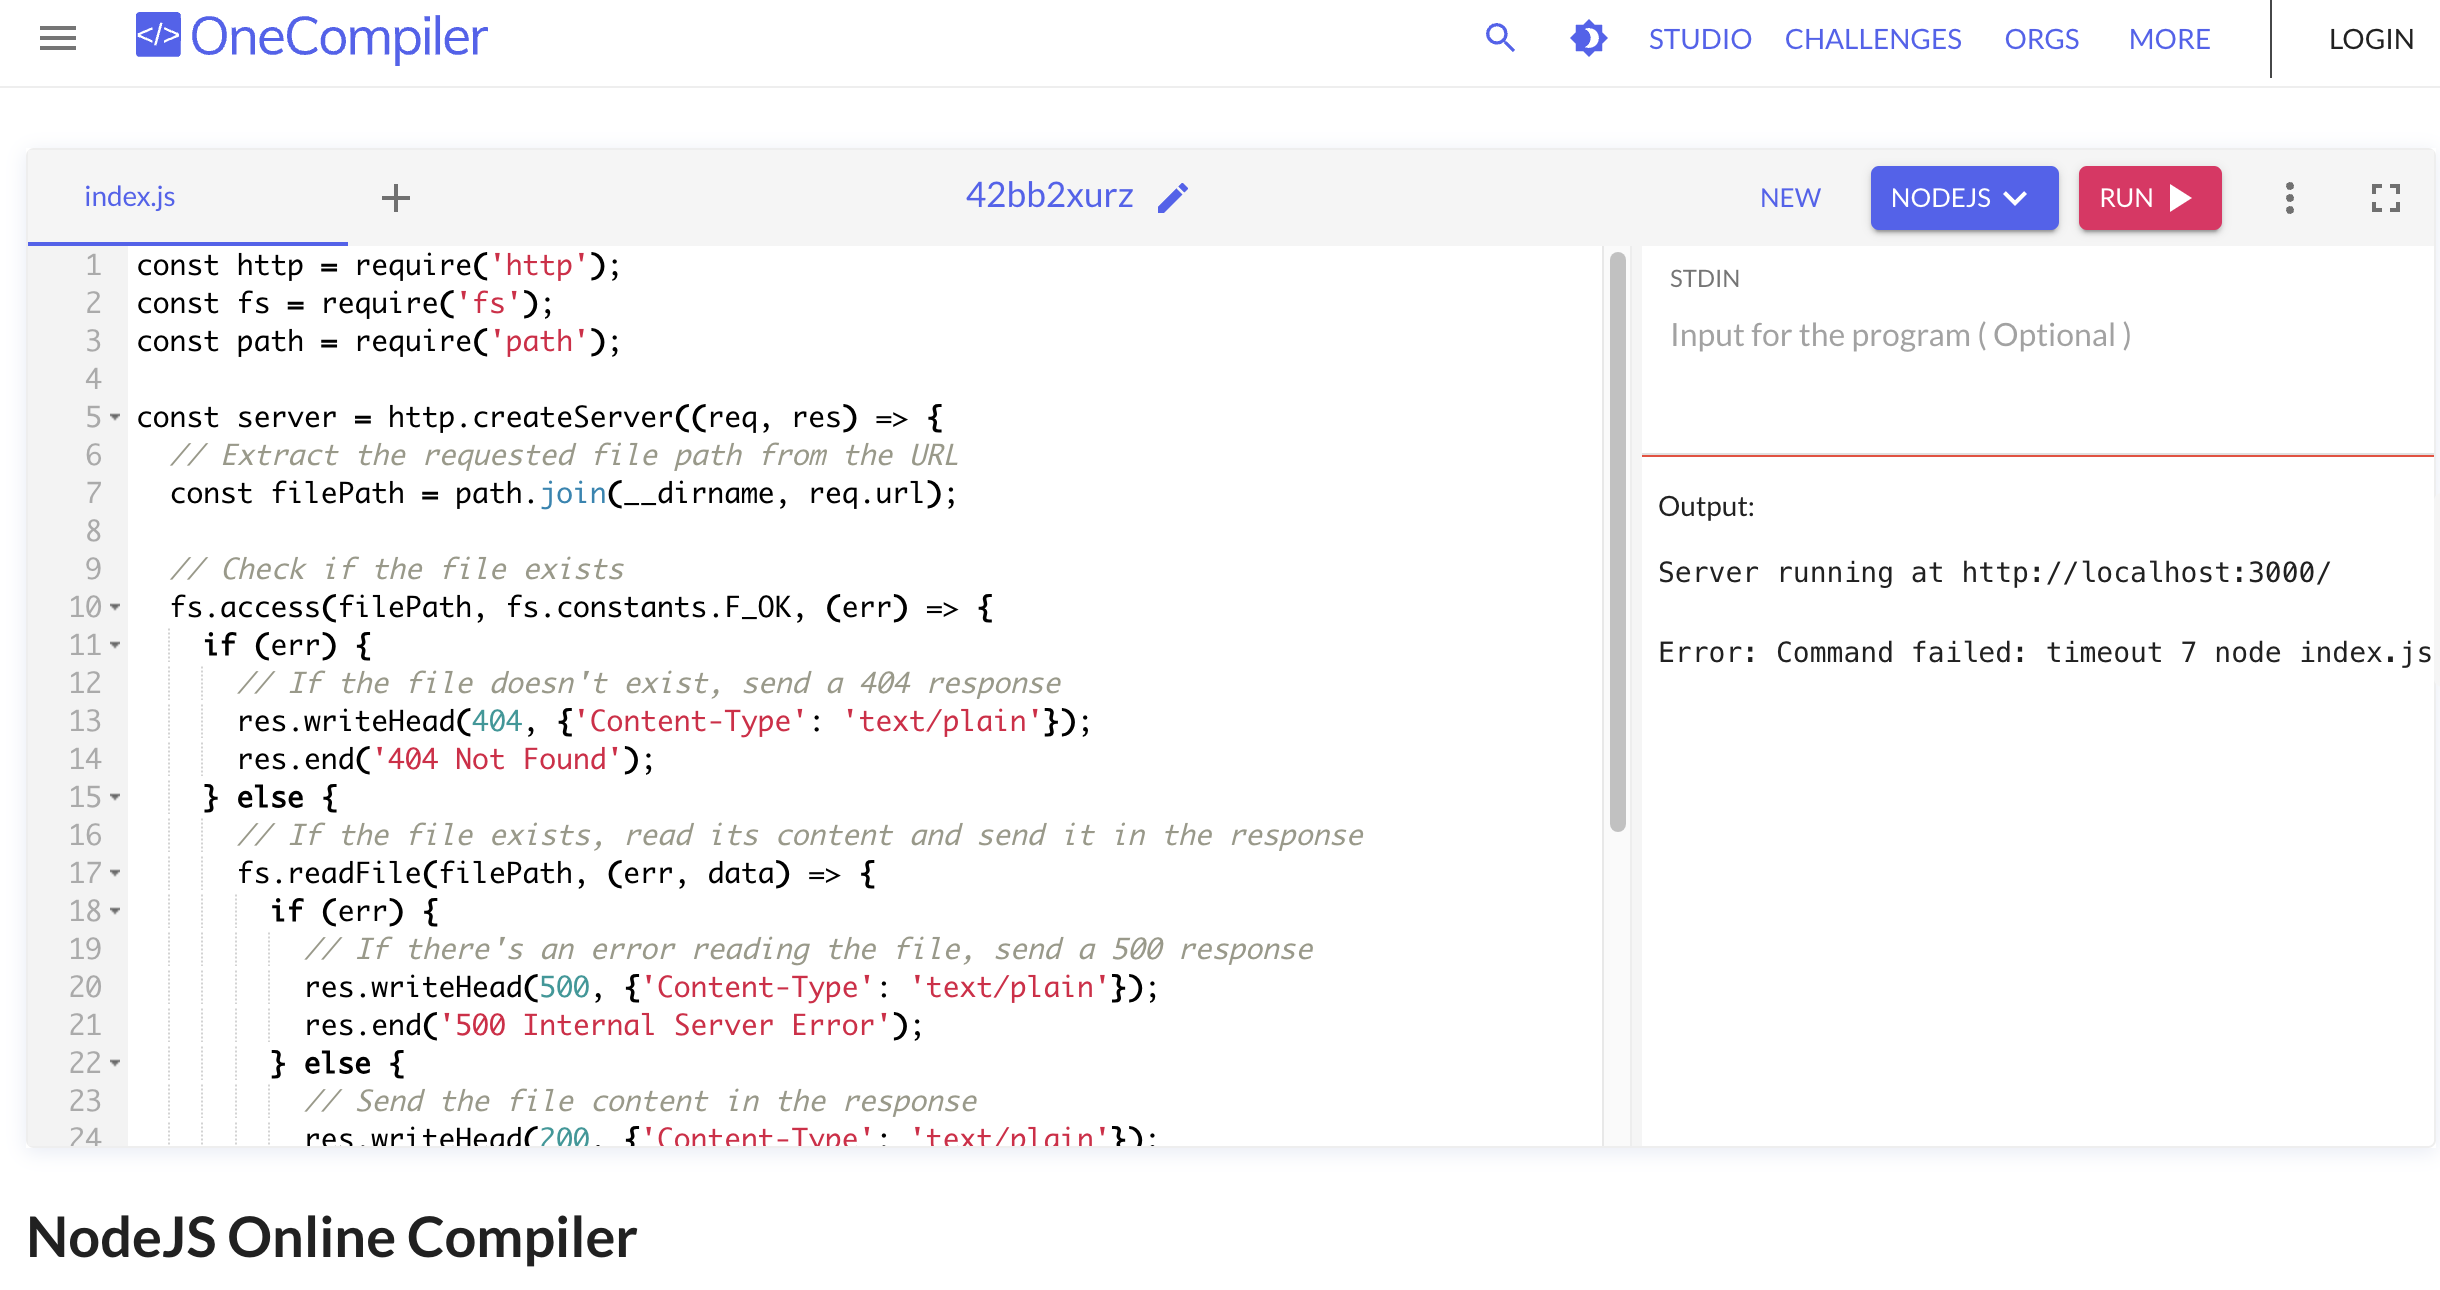 </> OneCompiler
STUDIO CHALLENGES ORGS MORE LOGIN
index.js + 42bb2xurz NEW NODEJS RUN
1 const http = require('http');
2 const fs = require('fs');
3 const path = require('path');
4
5 const server = http.createServer((req, res) => {
6 // Extract the requested file path from the URL
7 const filePath = path.join(__dirname, req.url);
8
9 // Check if the file exists
10 fs.access(filePath, fs.constants.F_OK, (err) => {
11 if (err) {
12 // If the file doesn't exist, send a 404 response
13 res.writeHead(404, {'Content-Type': 'text/plain'});
14 res.end('404 Not Found');
15 } else {
16 // If the file exists, read its content and send it in the response
17 fs.readFile(filePath, (err, data) => {
18 if (err) {
19 // If there's an error reading the file, send a 500 response
20 res.writeHead(500, {'Content-Type': 'text/plain'});
21 res.end('500 Internal Server Error');
22 } else {
23 // Send the file content in the response
24 res.writeHead(200, {'Content-Type': 'text/plain'});
STDIN
Input for the program ( Optional )
Output:
Server running at http://localhost:3000/
Error: Command failed: timeout 7 node index.js
NodeJS Online Compiler